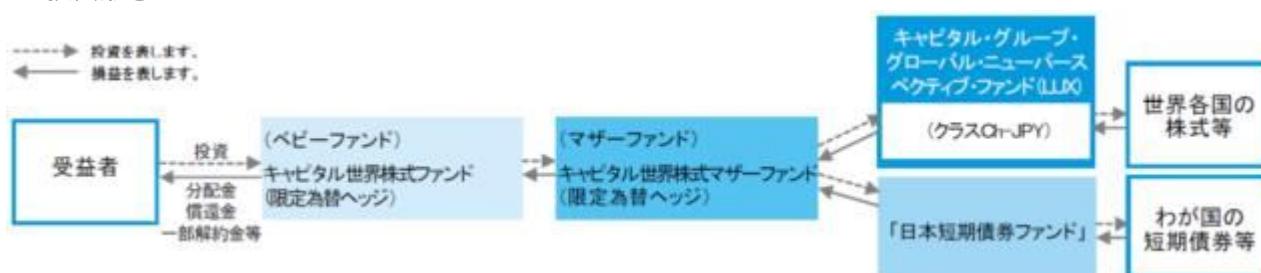 投資を表します。
損益を表します。
受益者
投資
分配金
償還金
一部解約金等
(ベビーファンド)
キャピタル世界株式ファンド
(限定為替ヘッジ)
(マザーファンド)
キャピタル世界株式マザーファンド
(限定為替ヘッジ)
キャピタル・グループ・
グローバル・ニューパース
ペクティブ・ファンド(LUX)
(クラスCh-JPY)
世界各国の
株式等
「日本短期債券ファンド」
わが国の
短期債券等